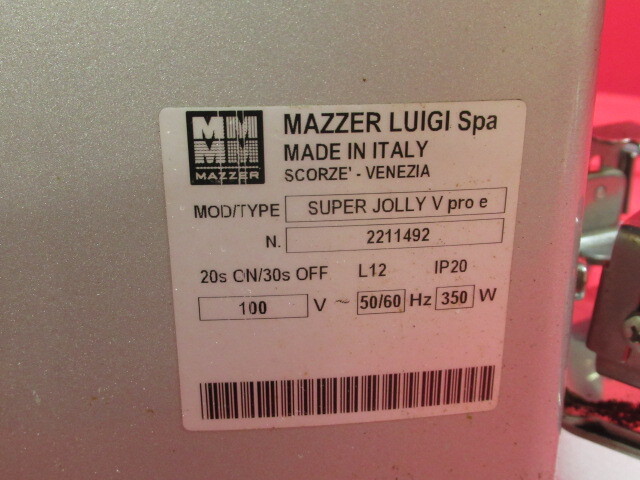 MAZZER
MAZZER LUIGI Spa
MADE IN ITALY
SCORZE' - VENEZIA
MOD/TYPE SUPER JOLLY V pro e
N. 2211492
20s ON/30s OFF L12 IP20
100 V ~ 50/60 Hz 350 W